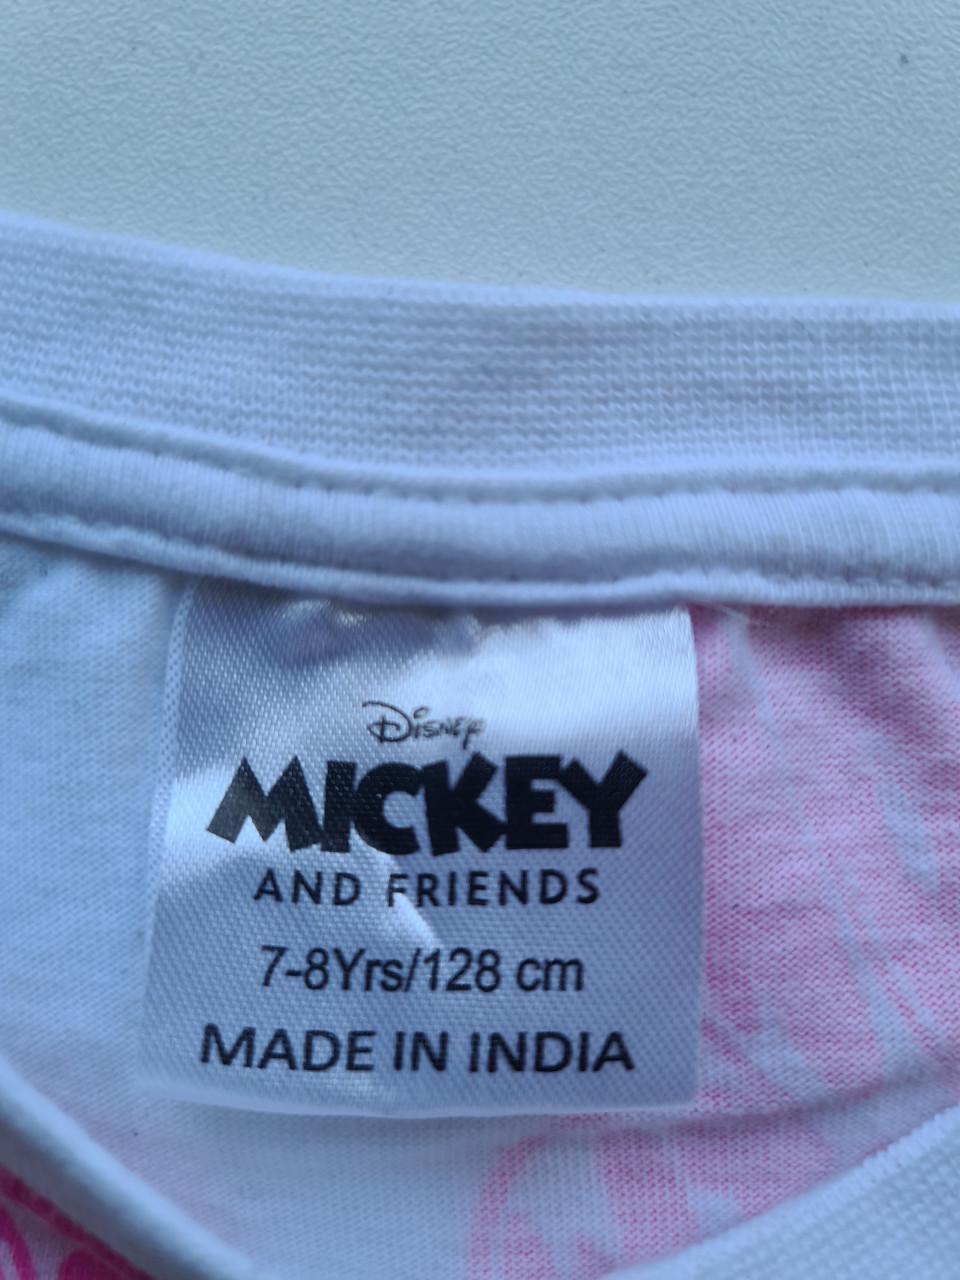 Disney
MICKEY
AND FRIENDS
7-8Yrs/128 cm
MADE IN INDIA